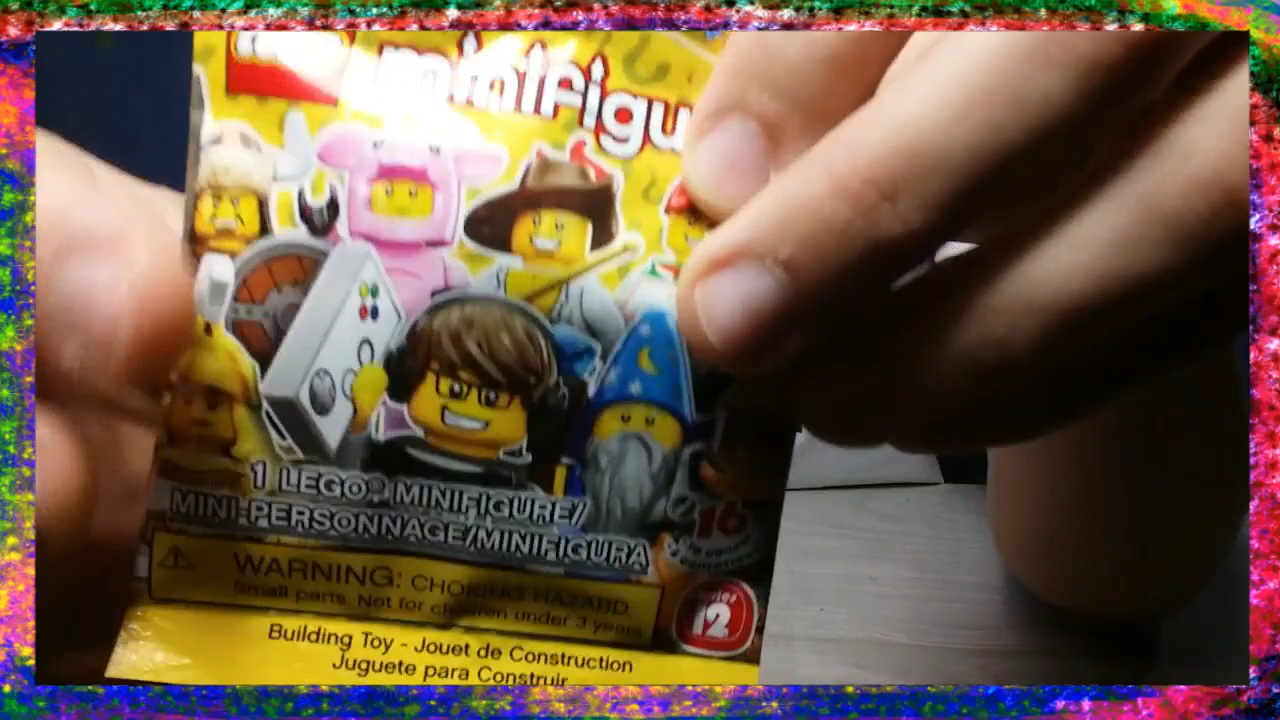 minifigu
1 LEGO® MINIFIGURE/
MINI-PERSONNAGE/MINIFIGURA
16
WARNING: CHOKING HAZARD.
Small parts. Not for children under 3 years.
12
Building Toy - Jouet de Construction
Juguete para Construir